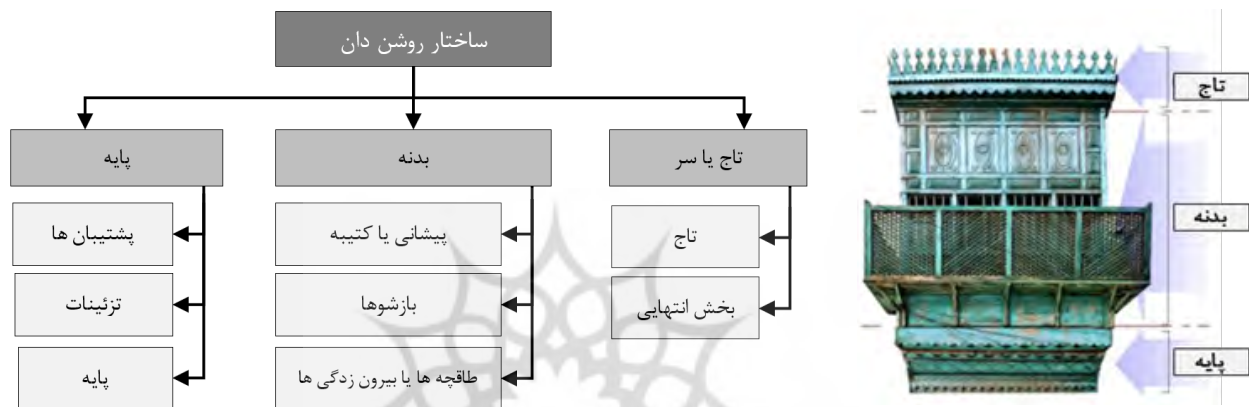 ساختار روشن دان
تاج یا سر
بدنه
پایه
تاج
بخش انتهایی
پیشانی یا کتیبه
بازشوها
طاقچه ها یا بیرون زدگی ها
پشتیبان ها
تزئینات
پایه
تاج
بدنه
پایه